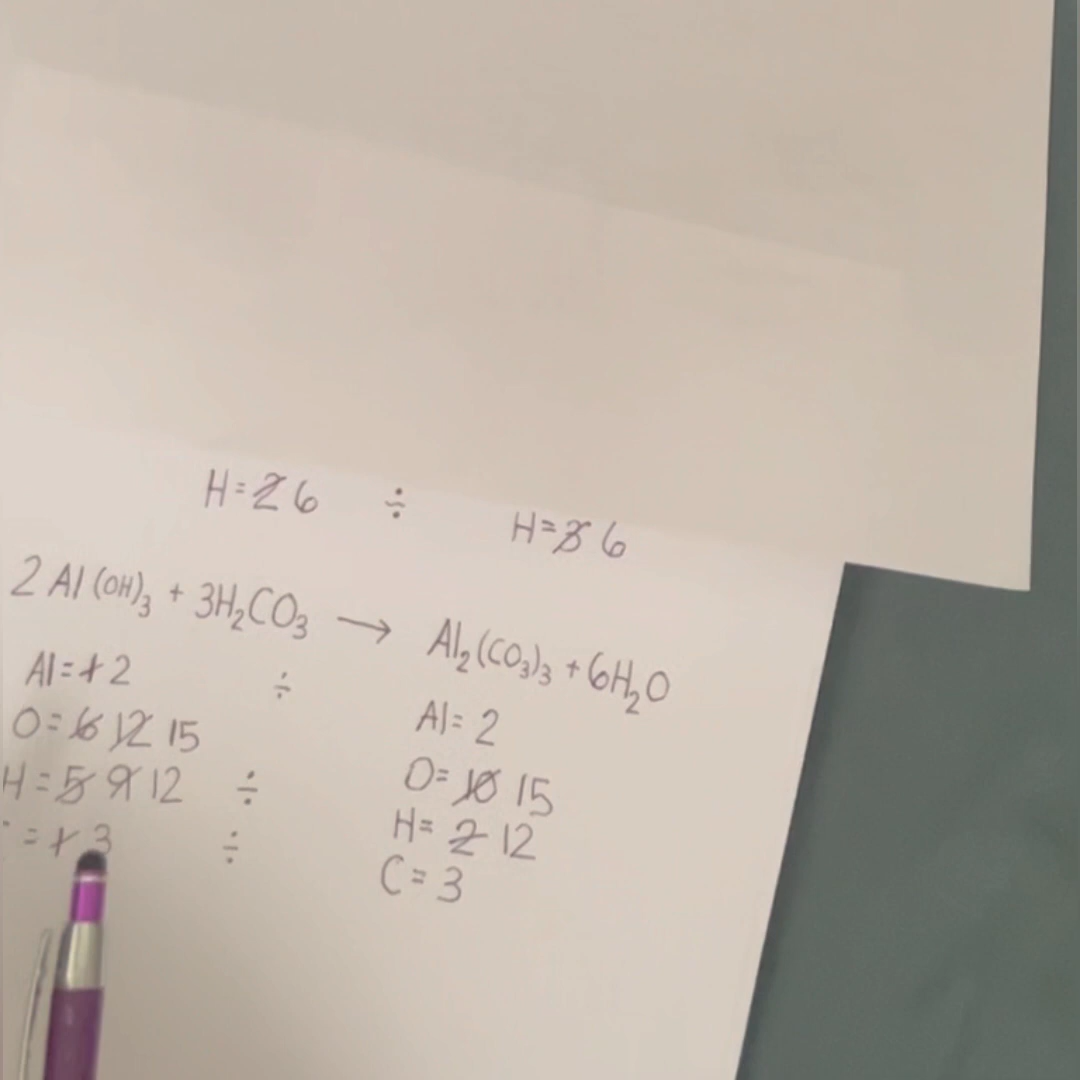 H = 2 6 ÷ H = 3 6
2 Al (OH)₃ + 3H₂CO₃ → Al₂(CO₃)₃ + 6H₂O
Al = 1 2 ÷ Al = 2
O = 6 12 15 O = 10 15
H = 5 9 12 ÷ H = 2 12
= 1 3 ÷ C = 3